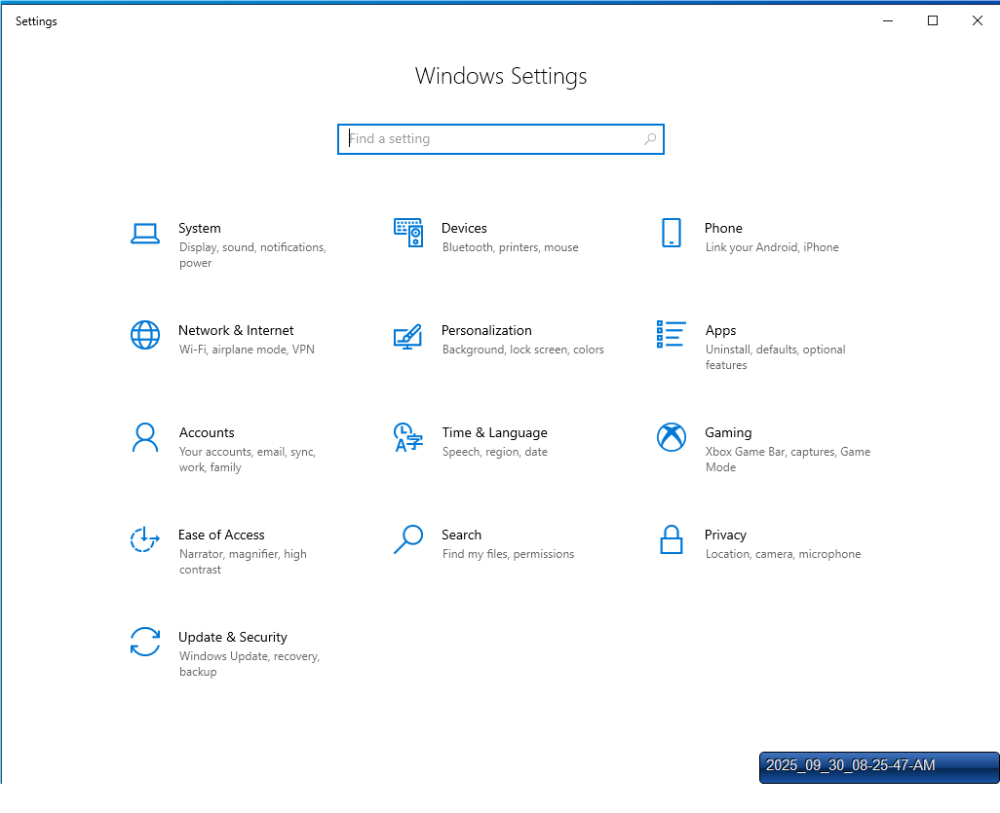 Settings
Windows Settings
Find a setting
System
Display, sound, notifications,
power
Devices
Bluetooth, printers, mouse
Phone
Link your Android, iPhone
Network & Internet
Wi-Fi, airplane mode, VPN
Personalization
Background, lock screen, colors
Apps
Uninstall, defaults, optional
features
Accounts
Your accounts, email, sync,
work, family
Time & Language
Speech, region, date
Gaming
Xbox Game Bar, captures, Game
Mode
Ease of Access
Narrator, magnifier, high
contrast
Search
Find my files, permissions
Privacy
Location, camera, microphone
Update & Security
Windows Update, recovery,
backup
2025_09_30_08-25-47-AM